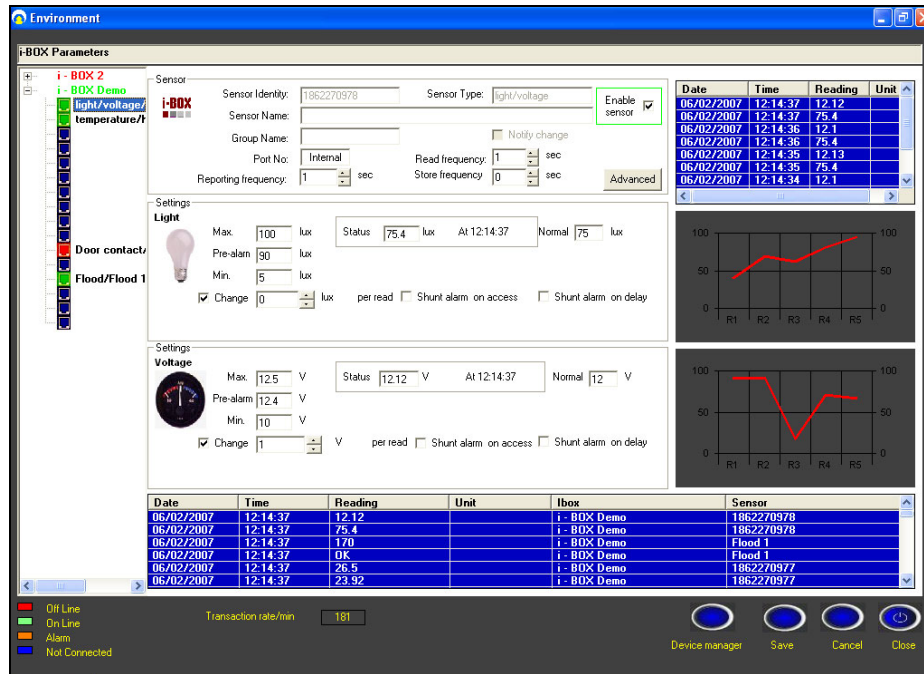 Environment
i-BOX Parameters
i - BOX 2
i - BOX Demo
light/voltage/
temperature/h
Door contact/
Flood/Flood 1
Sensor
i-BOX
Sensor Identity: 1862270978 Sensor Type: light/voltage Enable sensor
Sensor Name:
Group Name: Notify change
Port No: Internal Read frequency: 1 sec
Reporting frequency: 1 sec Store frequency 0 sec Advanced
Date Time Reading Unit
06/02/2007 12:14:37 12.12
06/02/2007 12:14:37 75.4
06/02/2007 12:14:36 12.1
06/02/2007 12:14:36 75.4
06/02/2007 12:14:35 12.13
06/02/2007 12:14:35 75.4
06/02/2007 12:14:34 12.1
Settings
Light
Max. 100 lux Status 75.4 lux At 12:14:37 Normal 75 lux
Pre-alarm 90 lux
Min. 5 lux
Change 0 lux per read Shunt alarm on access Shunt alarm on delay
100 100
50 50
0 0
R1 R2 R3 R4 R5
Settings
Voltage
Max. 12.5 V Status 12.12 V At 12:14:37 Normal 12 V
Pre-alarm 12.4 V
Min. 10 V
Change 1 V per read Shunt alarm on access Shunt alarm on delay
100 100
50 50
0 0
R1 R2 R3 R4 R5
Date Time Reading Unit Ibox Sensor
06/02/2007 12:14:37 12.12 i - BOX Demo 1862270978
06/02/2007 12:14:37 75.4 i - BOX Demo 1862270978
06/02/2007 12:14:37 170 i - BOX Demo Flood 1
06/02/2007 12:14:37 OK i - BOX Demo Flood 1
06/02/2007 12:14:37 26.5 i - BOX Demo 1862270977
06/02/2007 12:14:37 23.92 i - BOX Demo 1862270977
Off Line
On Line
Alarm
Not Connected
Transaction rate/min 181
Device manager Save Cancel Close